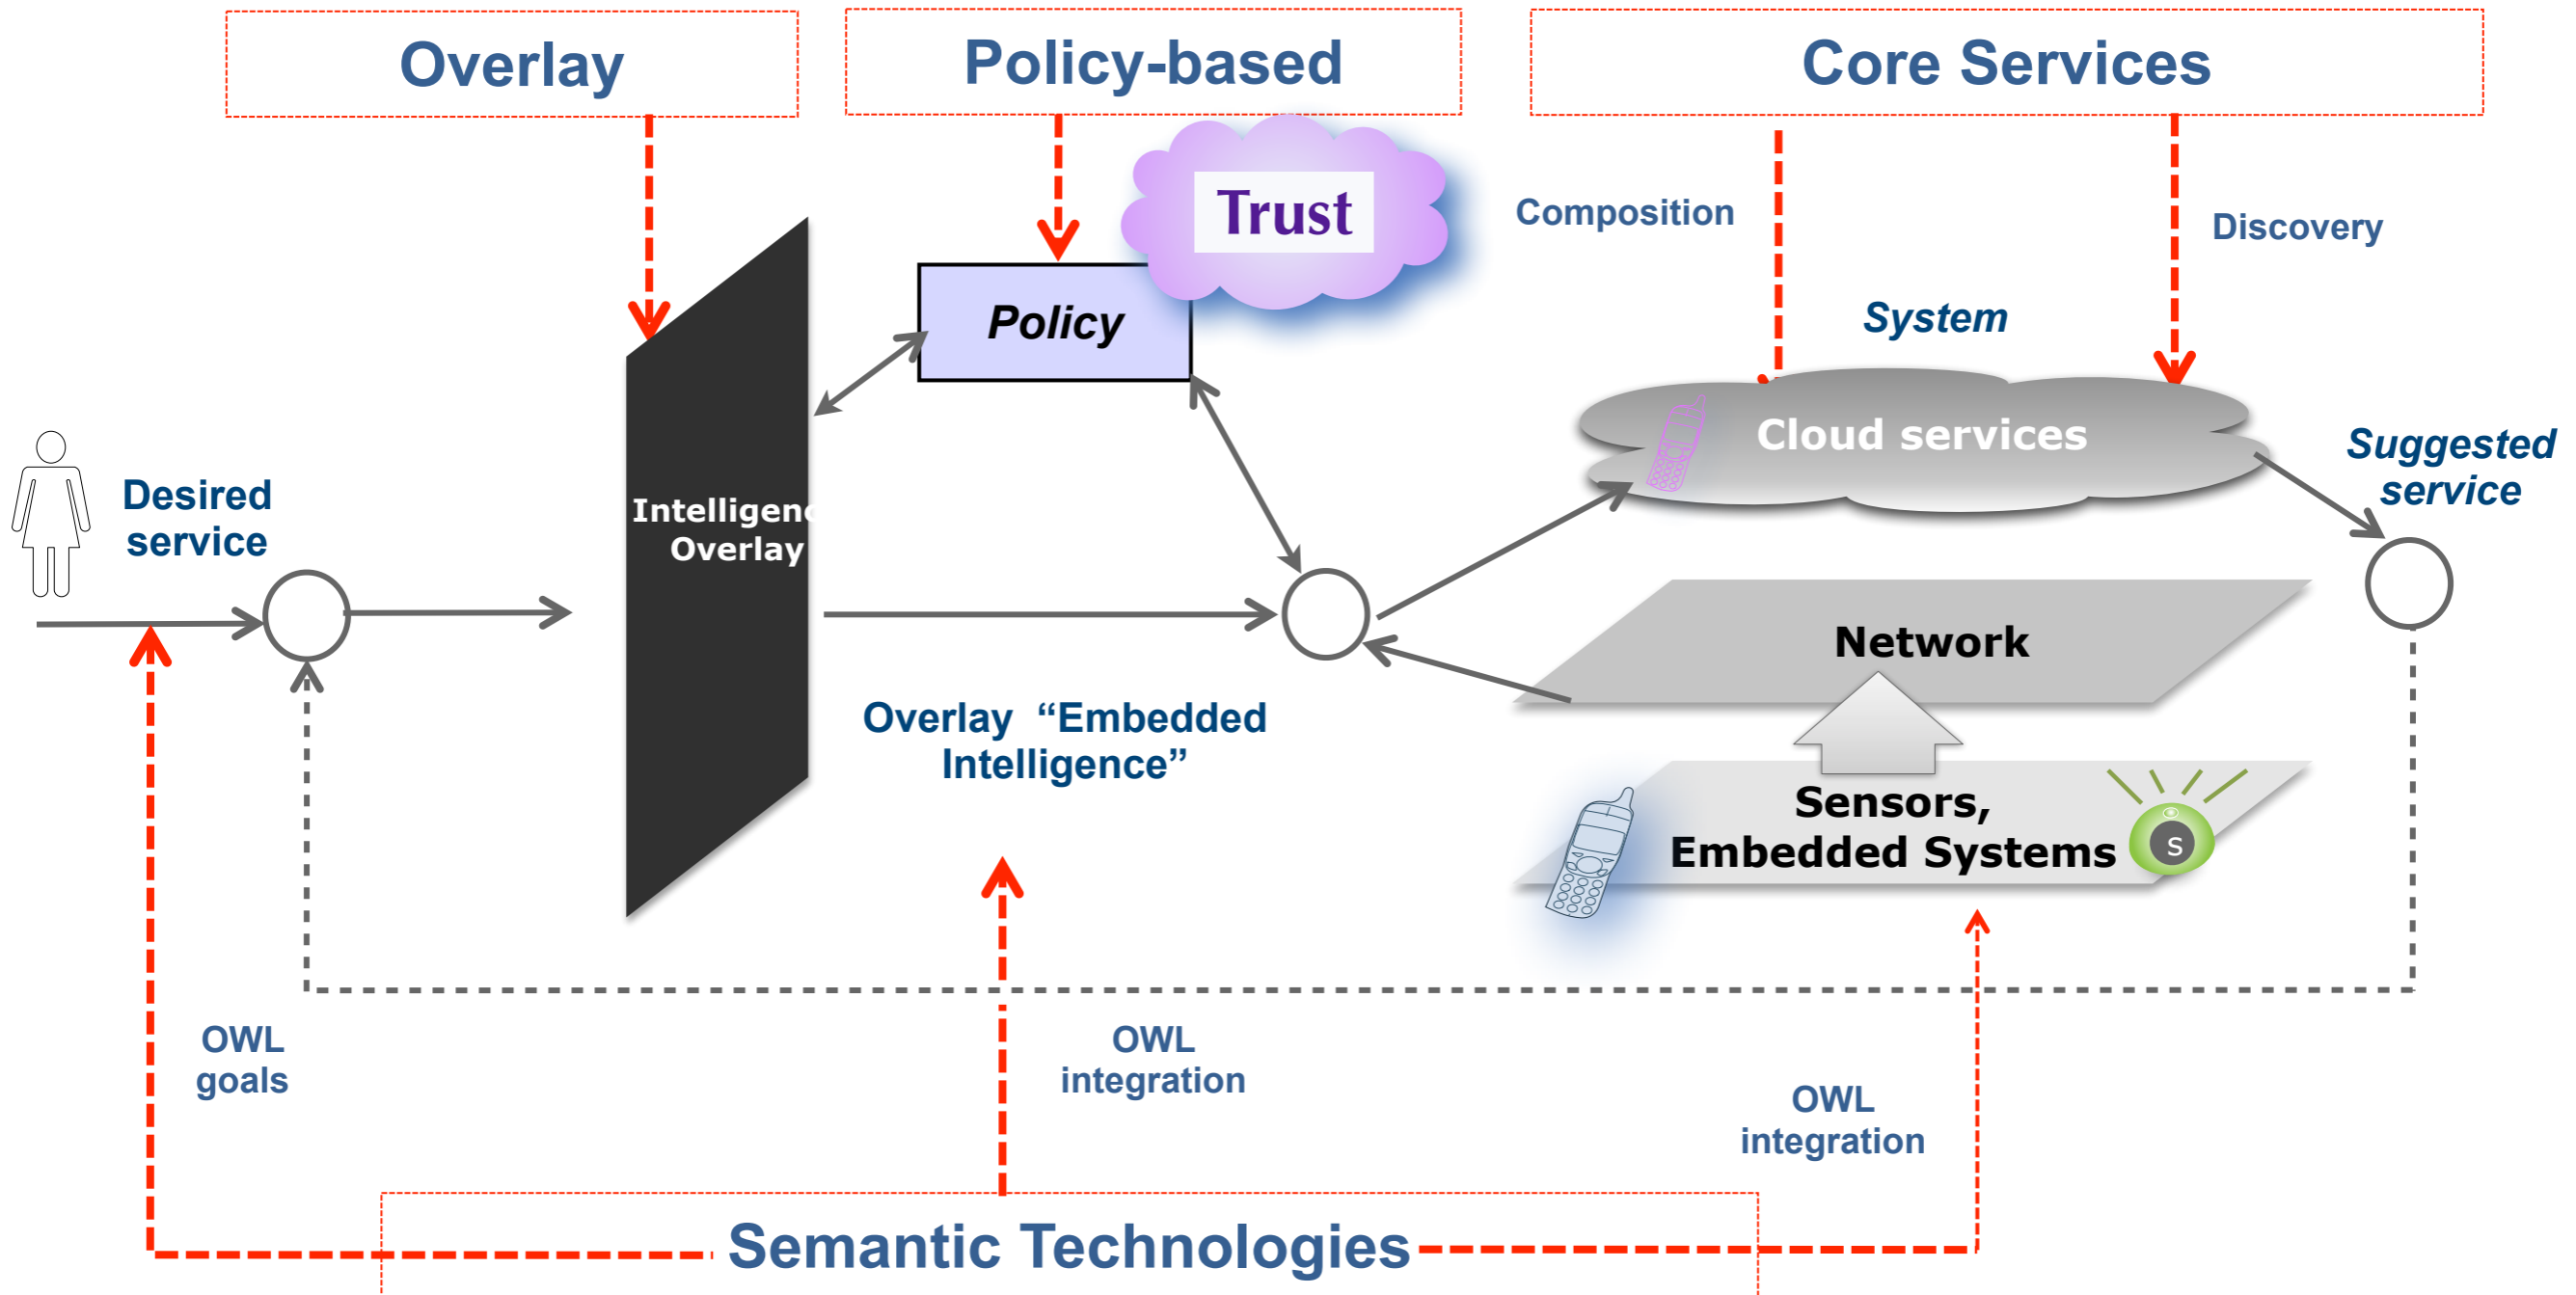 Overlay
Policy-based
Core Services
Trust
Composition
Discovery
Policy
System
Cloud services
Suggested
service
Desired
service
Intelligenc
Overlay
Network
Overlay “Embedded
Intelligence”
Sensors,
Embedded Systems
S
OWL
goals
OWL
integration
OWL
integration
Semantic Technologies